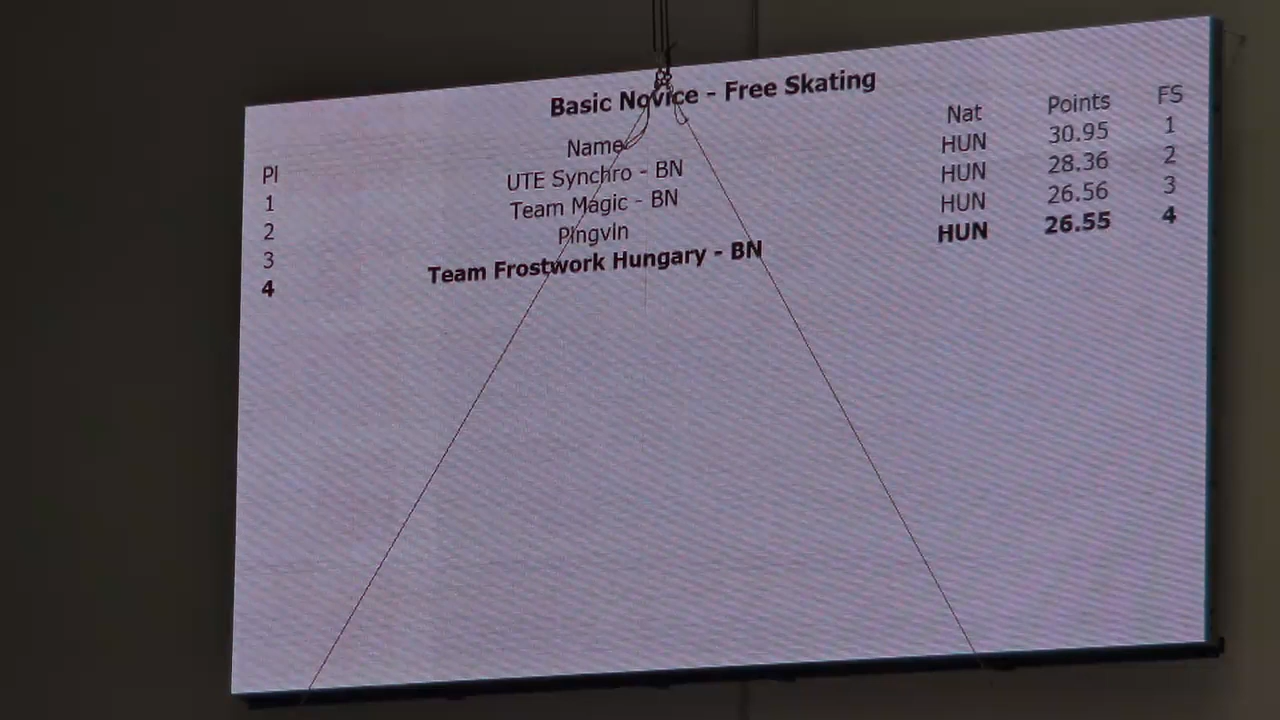 Basic Novice - Free Skating
Pl Name Nat Points FS
1 UTE Synchro - BN HUN 30.95 1
2 Team Magic - BN HUN 28.36 2
3 Pingvin HUN 26.56 3
4 Team Frostwork Hungary - BN HUN 26.55 4